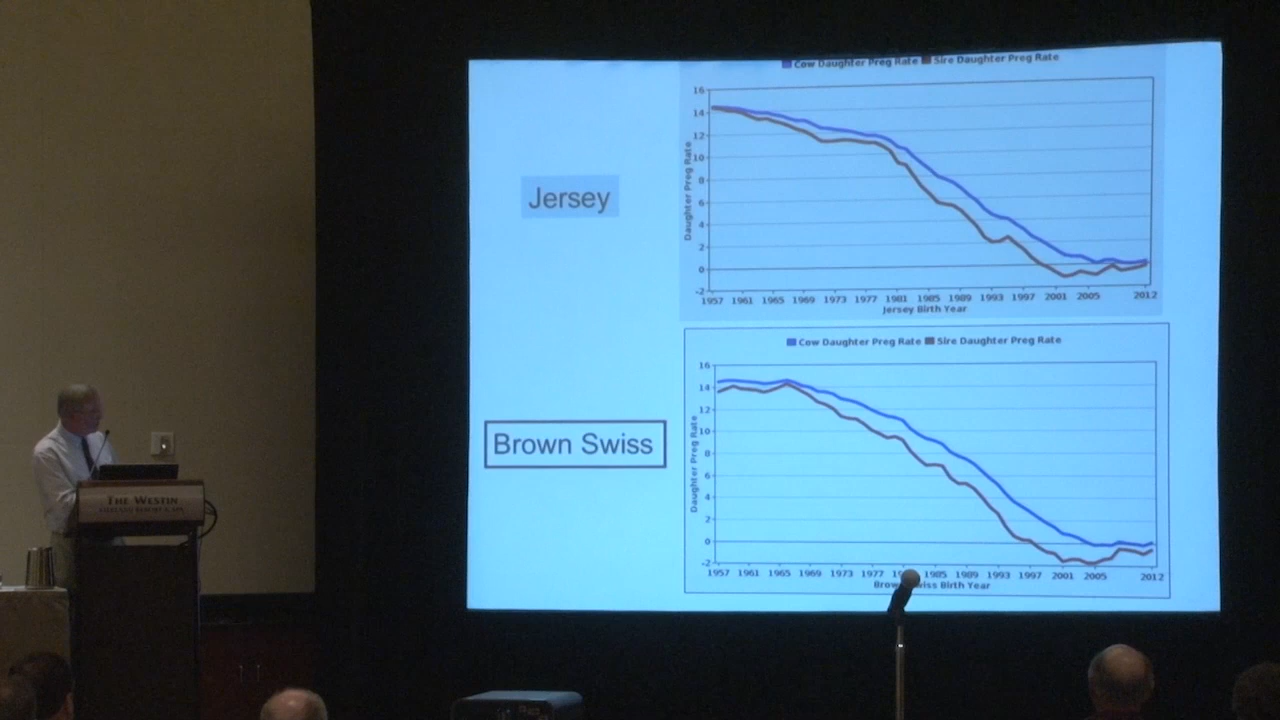 Cow Daughter Preg Rate Sire Daughter Preg Rate
16
14
12
10
8
6
4
2
0
-2
Daughter Preg Rate
1957 1961 1965 1969 1973 1977 1981 1985 1989 1993 1997 2001 2005 2012
Jersey Birth Year
Jersey
Cow Daughter Preg Rate Sire Daughter Preg Rate
16
14
12
10
8
6
4
2
0
-2
Daughter Preg Rate
1957 1961 1965 1969 1973 1977 1985 1989 1993 1997 2001 2005 2012
Birth Year
Brown Swiss
THE WESTIN